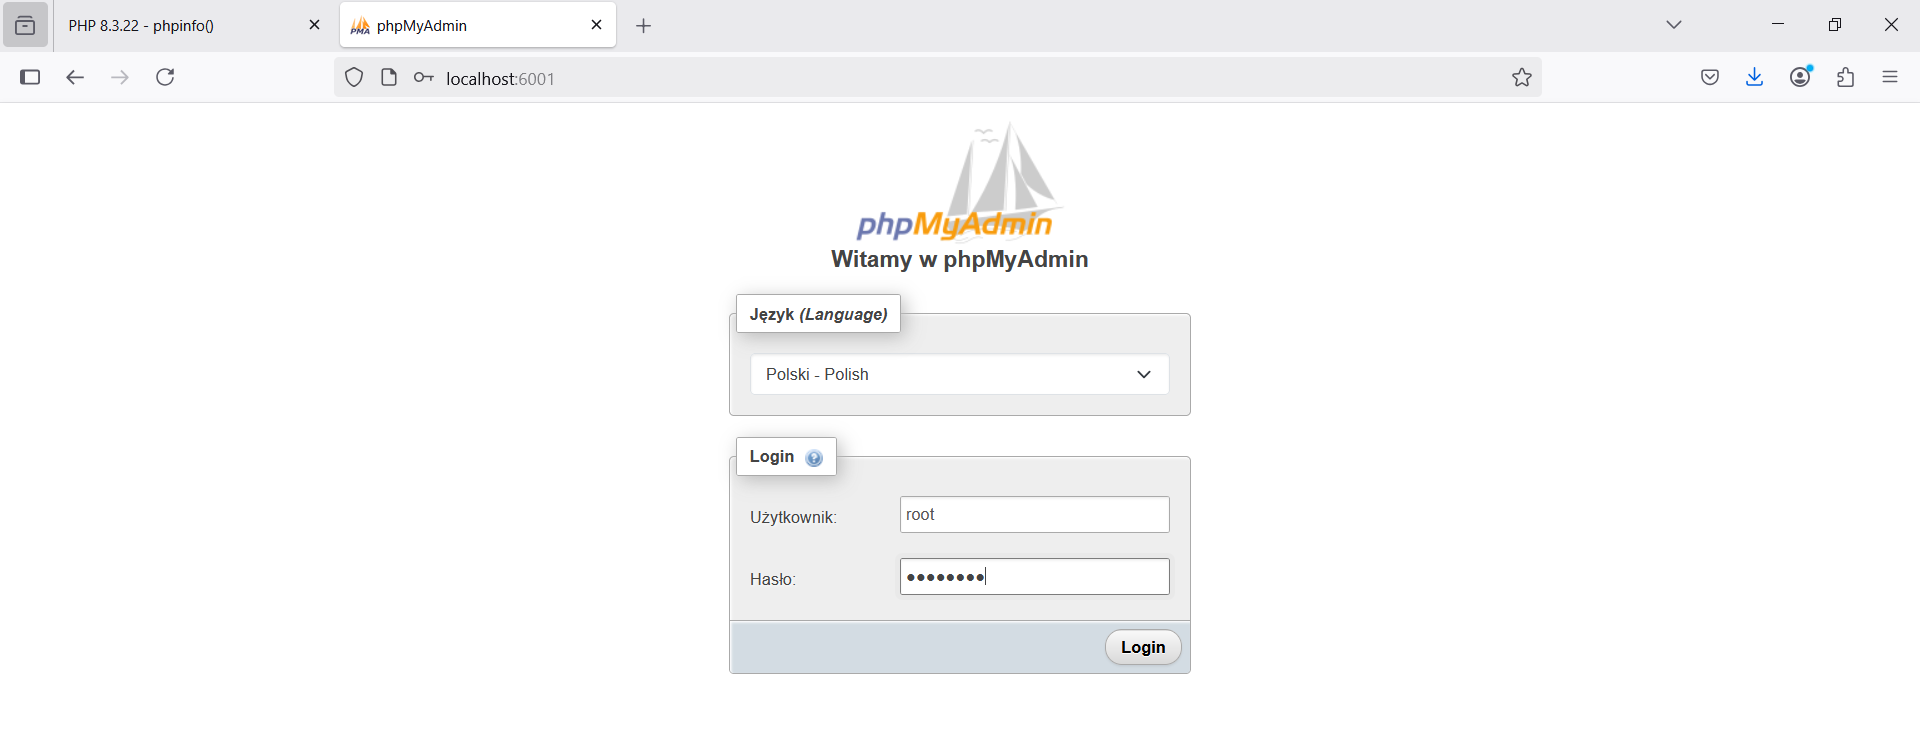 PHP 8.3.22 - phpinfo()
PMA phpMyAdmin
localhost:6001
phpMyAdmin
Witamy w phpMyAdmin
Język (Language)
Polski - Polish
Login
Użytkownik: root
Hasło: ••••••••
Login